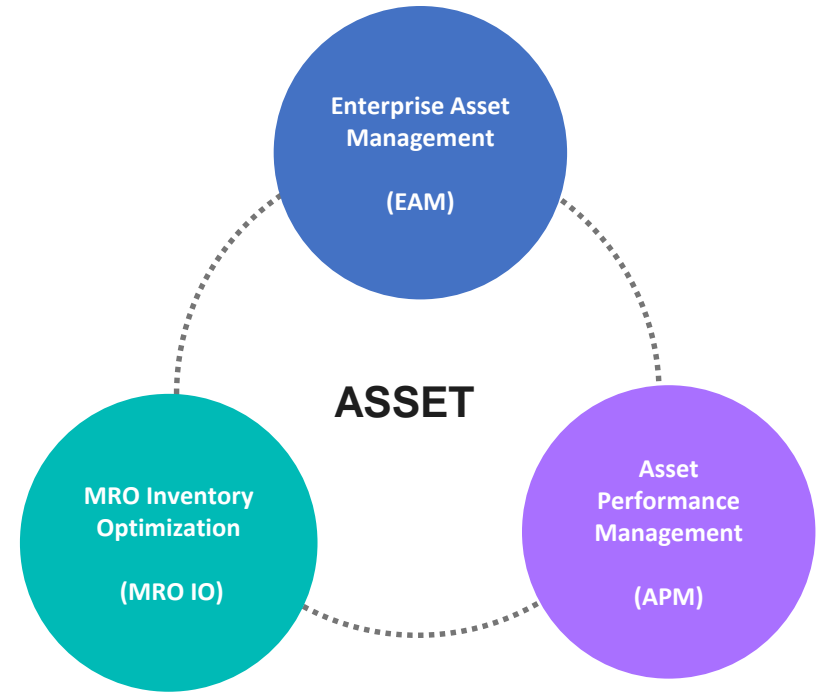 Enterprise Asset
Management
(EAM)
ASSET
MRO Inventory
Optimization
(MRO IO)
Asset
Performance
Management
(APM)